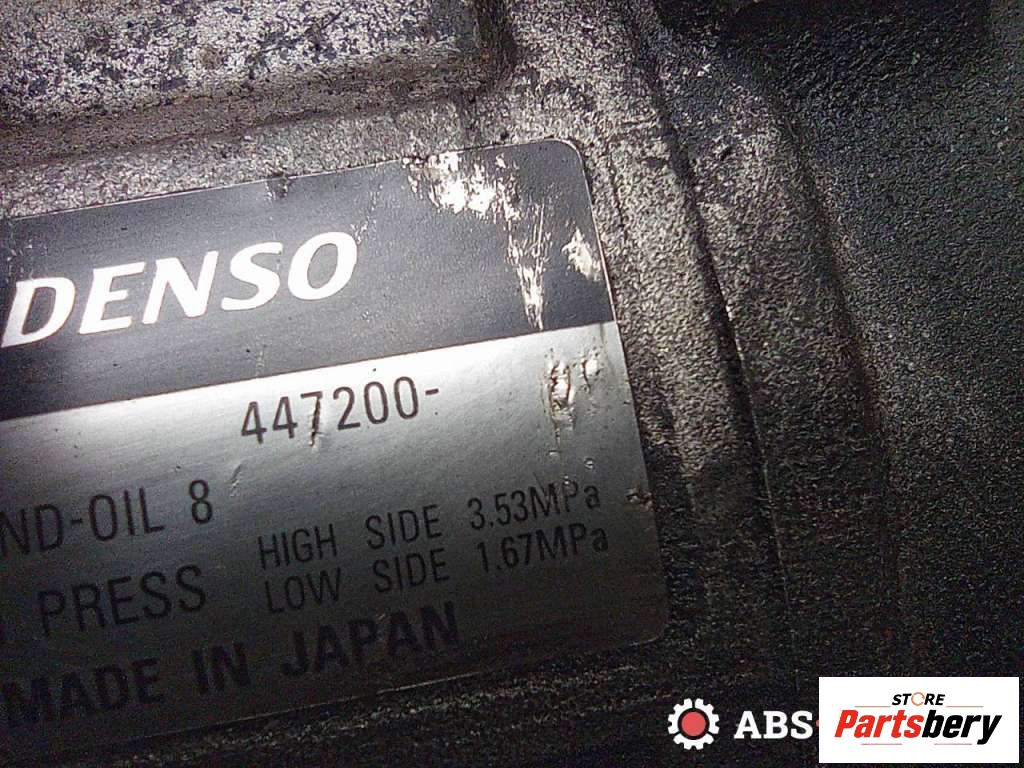 DENSO
447200-
ND-OIL 8
PRESS
HIGH SIDE 3.53MPa
LOW SIDE 1.67MPa
MADE IN JAPAN
ABS-
STORE
Partsbery